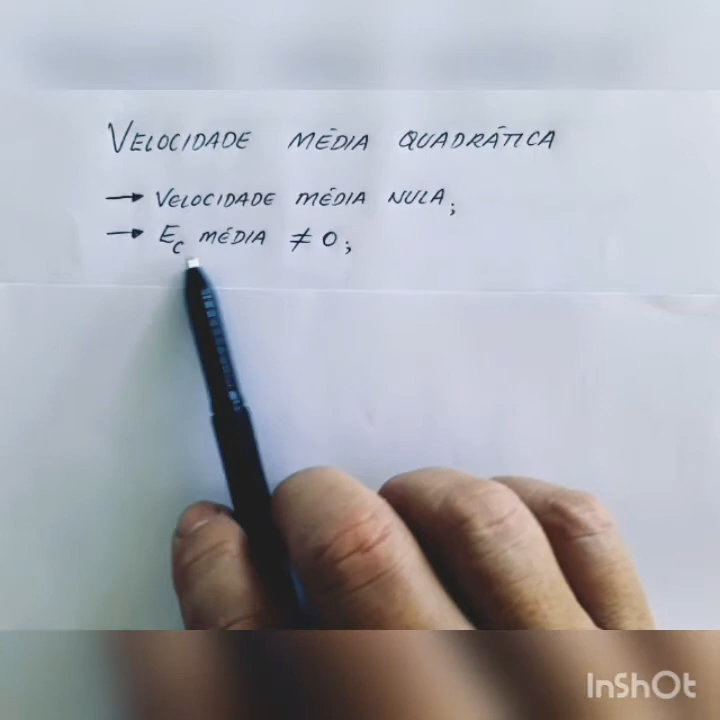 VELOCIDADE MÉDIA QUADRÁTICA
→ VELOCIDADE MÉDIA NULA;
→ Ec MÉDIA ≠ 0;
InShOt